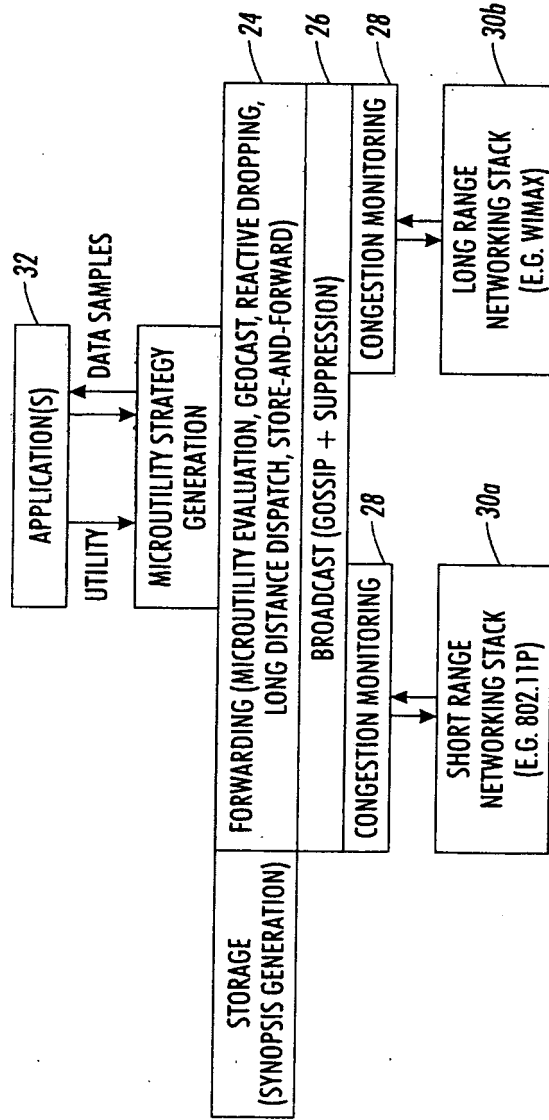 32
APPLICATION(S)
UTILITY
DATA SAMPLES
MICROUTILITY STRATEGY
GENERATION
24
STORAGE
(SYNOPSIS GENERATION)
FORWARDING (MICROUTILITY EVALUATION, GEOCAST, REACTIVE DROPPING,
LONG DISTANCE DISPATCH, STORE-AND-FORWARD)
26
BROADCAST (GOSSIP + SUPPRESSION)
28
CONGESTION MONITORING
28
CONGESTION MONITORING
30a
SHORT RANGE
NETWORKING STACK
(E.G. 802.11P)
30b
LONG RANGE
NETWORKING STACK
(E.G. WIMAX)